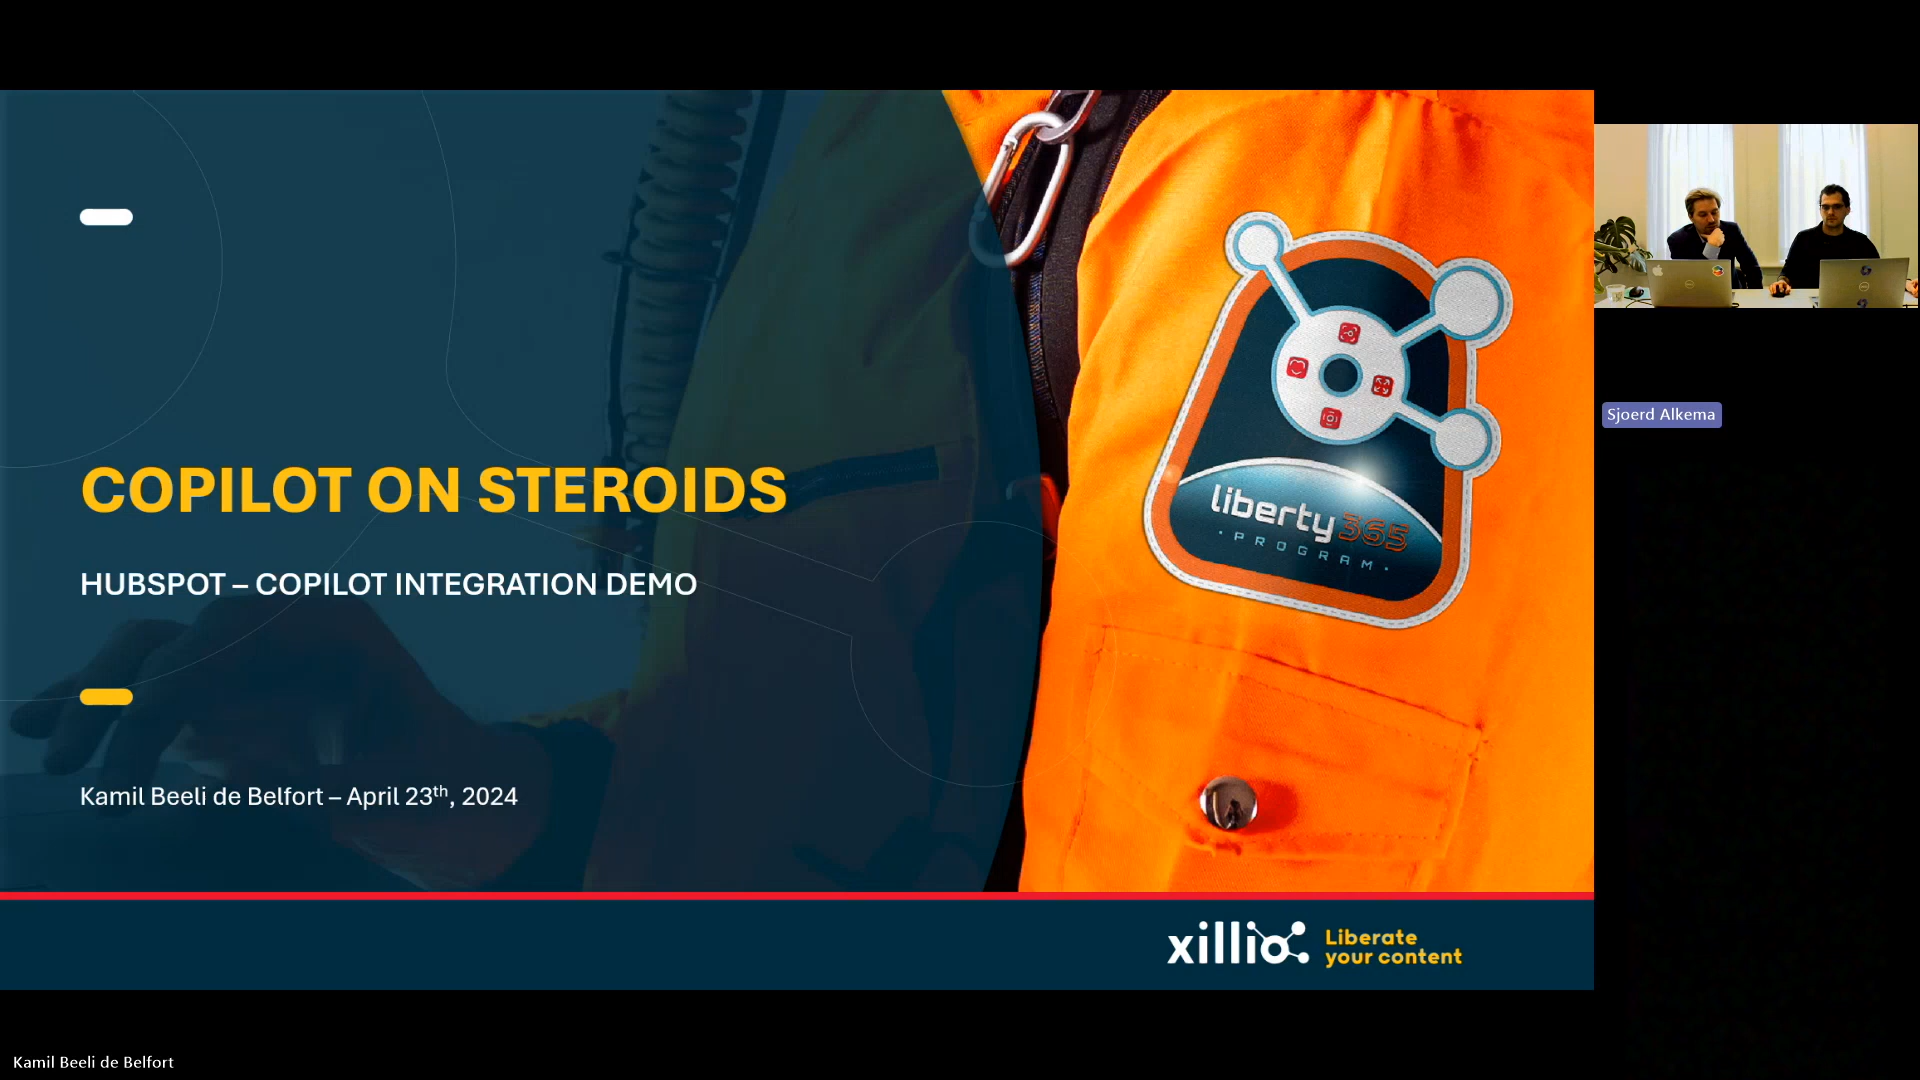 COPILOT ON STEROIDS
HUBSPOT – COPILOT INTEGRATION DEMO
Kamil Beeli de Belfort – April 23th, 2024
liberty 365
· PROGRAM ·
xillio
Liberate
your content
Sjoerd Alkema
Kamil Beeli de Belfort